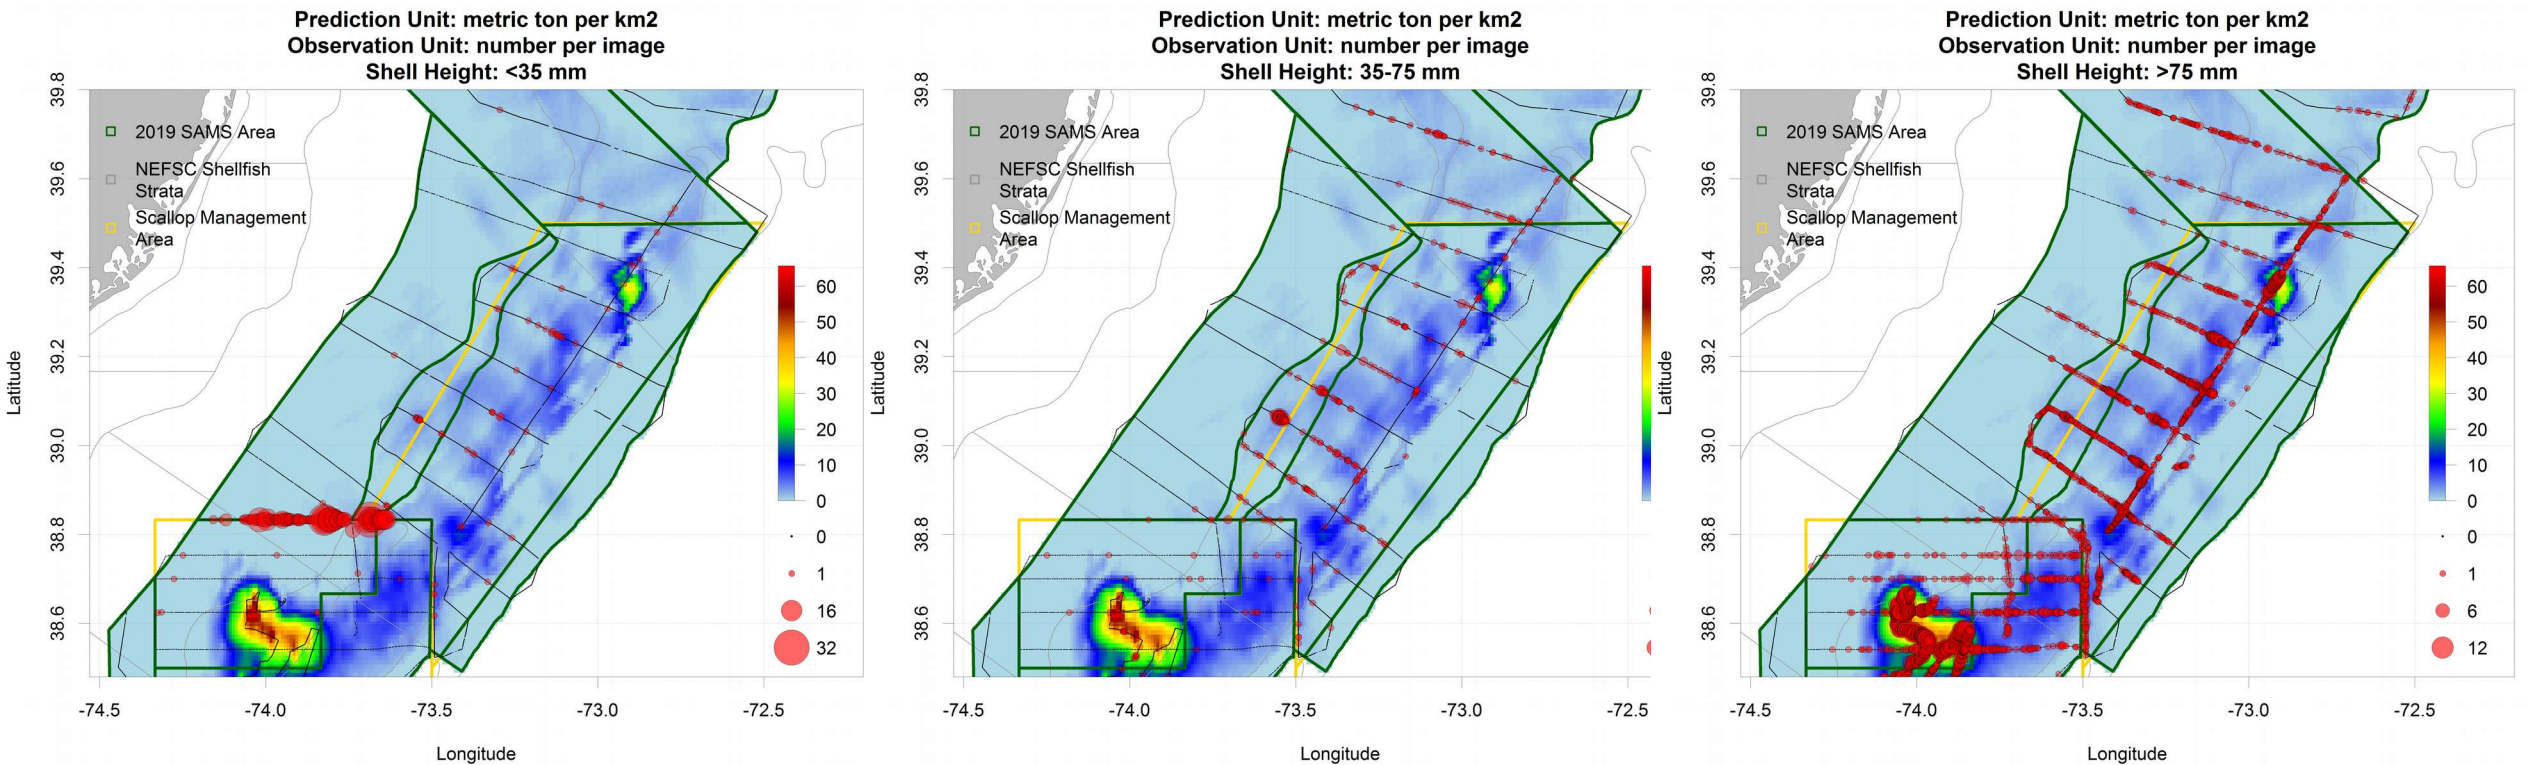 Prediction Unit: metric ton per km2
Observation Unit: number per image
Shell Height: <35 mm
39.8
39.6
39.4
39.2
39.0
38.8
38.6
Latitude
2019 SAMS Area
NEFSC Shellfish
Strata
Scallop Management
Area
60
50
40
30
20
10
0
0
1
16
32
-74.5
-74.0
-73.5
-73.0
-72.5
Longitude
Prediction Unit: metric ton per km2
Observation Unit: number per image
Shell Height: 35-75 mm
39.8
39.6
39.4
39.2
39.0
38.8
38.6
Latitude
2019 SAMS Area
NEFSC Shellfish
Strata
Scallop Management
Area
-74.5
-74.0
-73.5
-73.0
-72.5
Longitude
Prediction Unit: metric ton per km2
Observation Unit: number per image
Shell Height: >75 mm
39.8
39.6
39.4
39.2
39.0
38.8
38.6
Latitude
2019 SAMS Area
NEFSC Shellfish
Strata
Scallop Management
Area
60
50
40
30
20
10
0
0
1
6
12
-74.5
-74.0
-73.5
-73.0
-72.5
Longitude